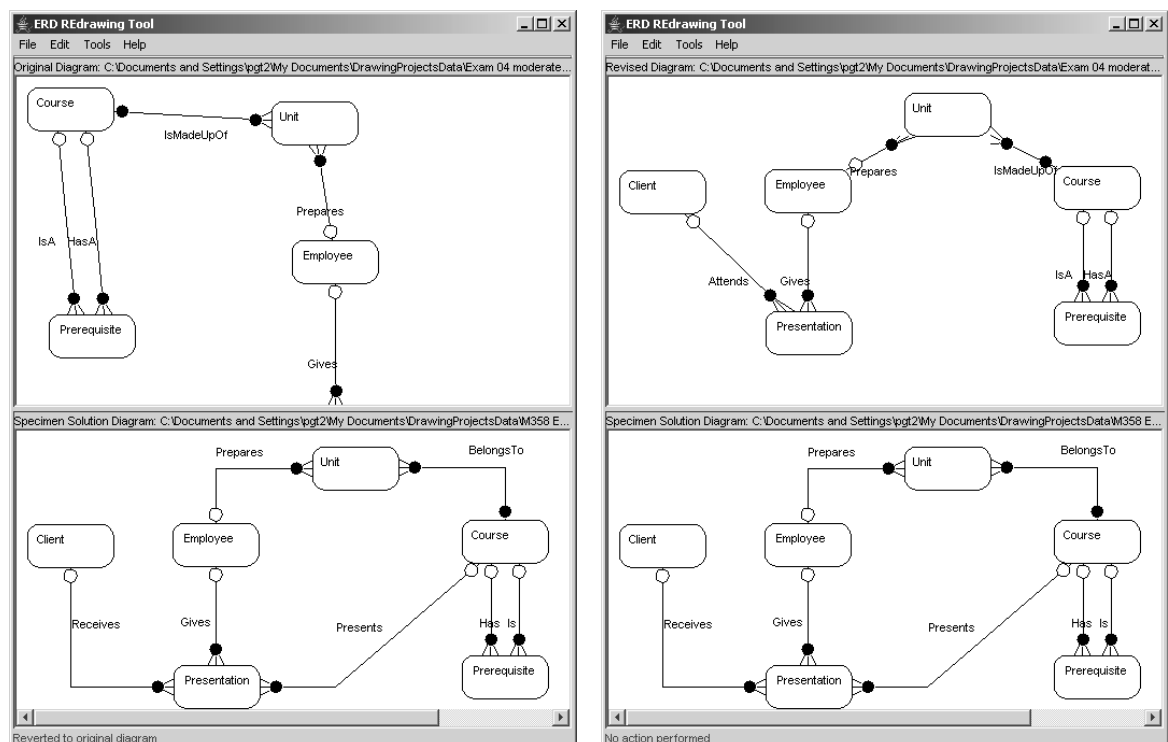 ERD REdrawing Tool
File Edit Tools Help
Original Diagram: C:\Documents and Settings\pgt2\My Documents\DrawingProjectsData\Exam 04 moderate...
Course
Unit
IsMadeUpOf
Prepares
IsA HasA
Employee
Prerequisite
Gives
Specimen Solution Diagram: C:\Documents and Settings\pgt2\My Documents\DrawingProjectsData\M358 E...
Prepares
BelongsTo
Unit
Client
Employee
Course
Receives
Gives
Presents
Has Is
Presentation
Prerequisite
Reverted to original diagram
ERD REdrawing Tool
File Edit Tools Help
Revised Diagram: C:\Documents and Settings\pgt2\My Documents\DrawingProjectsData\Exam 04 moderat...
Unit
Prepares
IsMadeUpOf
Client
Employee
Course
Attends
Gives
IsA HasA
Presentation
Prerequisite
Specimen Solution Diagram: C:\Documents and Settings\pgt2\My Documents\DrawingProjectsData\M358 E...
Prepares
BelongsTo
Unit
Client
Employee
Course
Receives
Gives
Presents
Has Is
Presentation
Prerequisite
No action performed